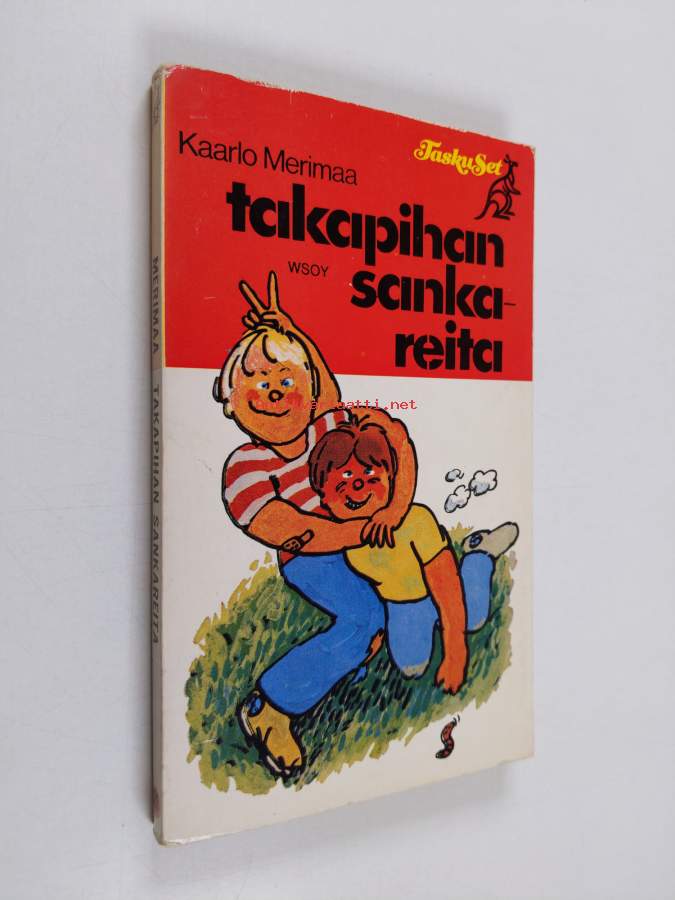 Kaarlo Merimaa
TaskuSet
takapihan
WSOY
sanka-
reita
MERIMAA TAKAPIHAN SANKAREITA